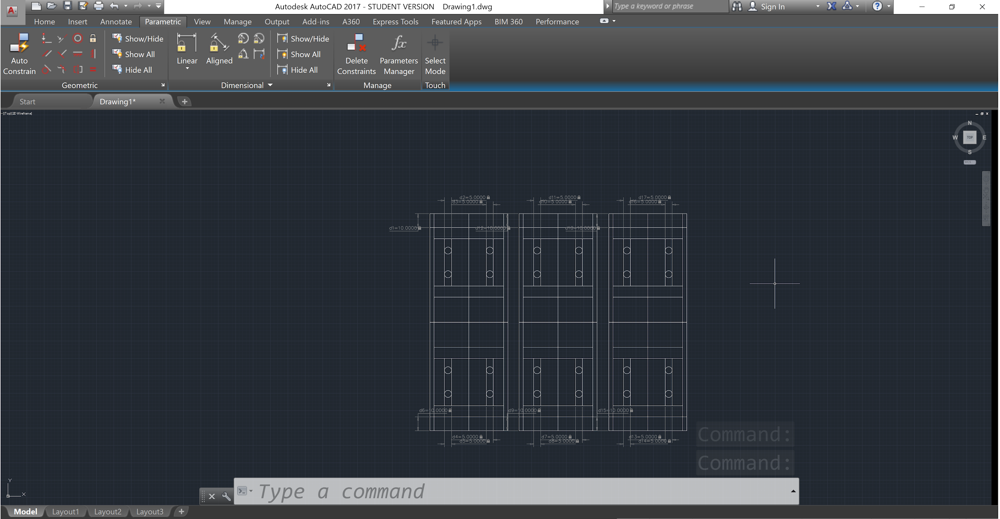 Autodesk AutoCAD 2017 - STUDENT VERSION Drawing1.dwg
Type a keyword or phrase
Sign In
Home Insert Annotate Parametric View Manage Output Add-ins A360 Express Tools Featured Apps BIM 360 Performance
Auto Constrain
Show/Hide
Show All
Hide All
Geometric
Linear
Aligned
Show/Hide
Show All
Hide All
Dimensional
Delete Constraints
Parameters Manager
Manage
Select Mode
Touch
Start
Drawing1*
–][Top][2D Wireframe]
N
W TOP E
S
WCS
d2=5.0000 d11=5.0000 d17=5.0000
d3=5.0000 d10=5.0000 d16=5.0000
d1=10.0000 d12=10.0000 d18=10.0000
d6=10.0000 d9=10.0000 d15=10.0000
d4=5.0000 d7=5.0000 d13=5.0000
d5=5.0000 d8=5.0000 d14=5.0000
Command:
Command:
Y
X
Type a command
Model Layout1 Layout2 Layout3